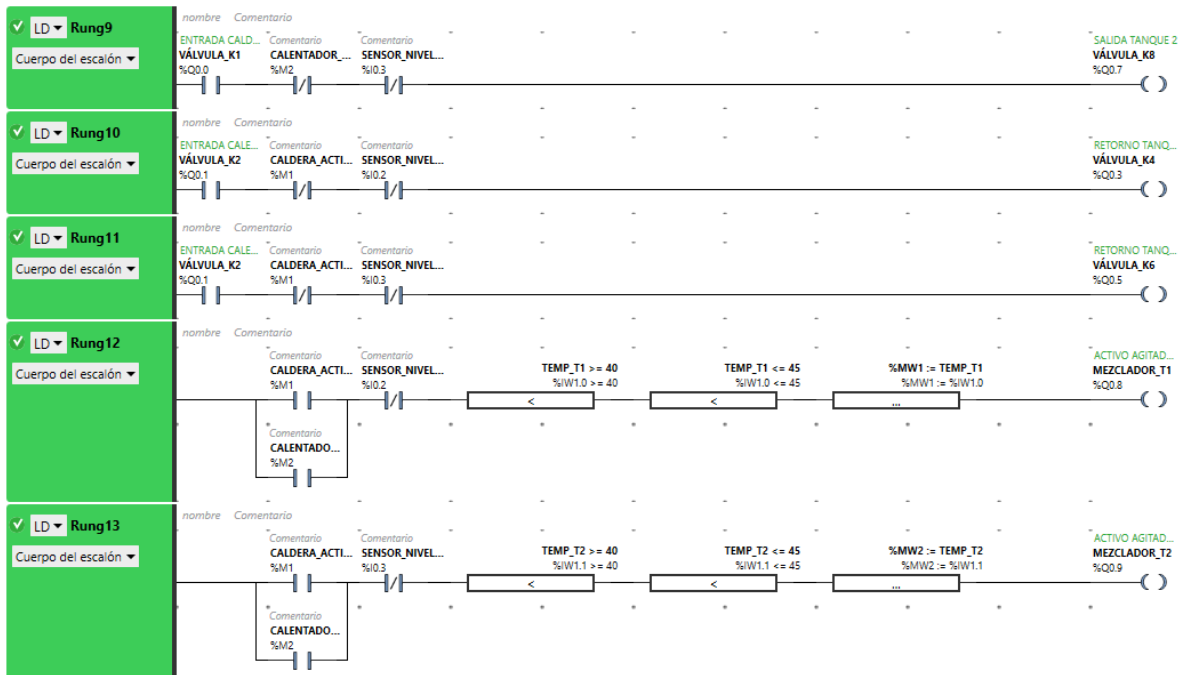 LD Rung9
Cuerpo del escalón
nombre Comentario
ENTRADA CALD... Comentario Comentario SALIDA TANQUE 2
VÁLVULA_K1 CALENTADOR_... SENSOR_NIVEL... VÁLVULA_K8
%Q0.0 %M2 %I0.3 %Q0.7
LD Rung10
Cuerpo del escalón
nombre Comentario
ENTRADA CALE... Comentario Comentario RETORNO TANQ...
VÁLVULA_K2 CALDERA_ACTI... SENSOR_NIVEL... VÁLVULA_K4
%Q0.1 %M1 %I0.2 %Q0.3
LD Rung11
Cuerpo del escalón
nombre Comentario
ENTRADA CALE... Comentario Comentario RETORNO TANQ...
VÁLVULA_K2 CALDERA_ACTI... SENSOR_NIVEL... VÁLVULA_K6
%Q0.1 %M1 %I0.3 %Q0.5
LD Rung12
Cuerpo del escalón
nombre Comentario
Comentario Comentario ACTIVO AGITAD...
CALDERA_ACTI... SENSOR_NIVEL... TEMP_T1 >= 40 TEMP_T1 <= 45 %MW1 := TEMP_T1 MEZCLADOR_T1
%M1 %I0.2 %IW1.0 >= 40 %IW1.0 <= 45 %MW1 := %IW1.0 %Q0.8
< < ...
Comentario
CALENTADO...
%M2
LD Rung13
Cuerpo del escalón
nombre Comentario
Comentario Comentario ACTIVO AGITAD...
CALDERA_ACTI... SENSOR_NIVEL... TEMP_T2 >= 40 TEMP_T2 <= 45 %MW2 := TEMP_T2 MEZCLADOR_T2
%M1 %I0.3 %IW1.1 >= 40 %IW1.1 <= 45 %MW2 := %IW1.1 %Q0.9
< < ...
Comentario
CALENTADO...
%M2